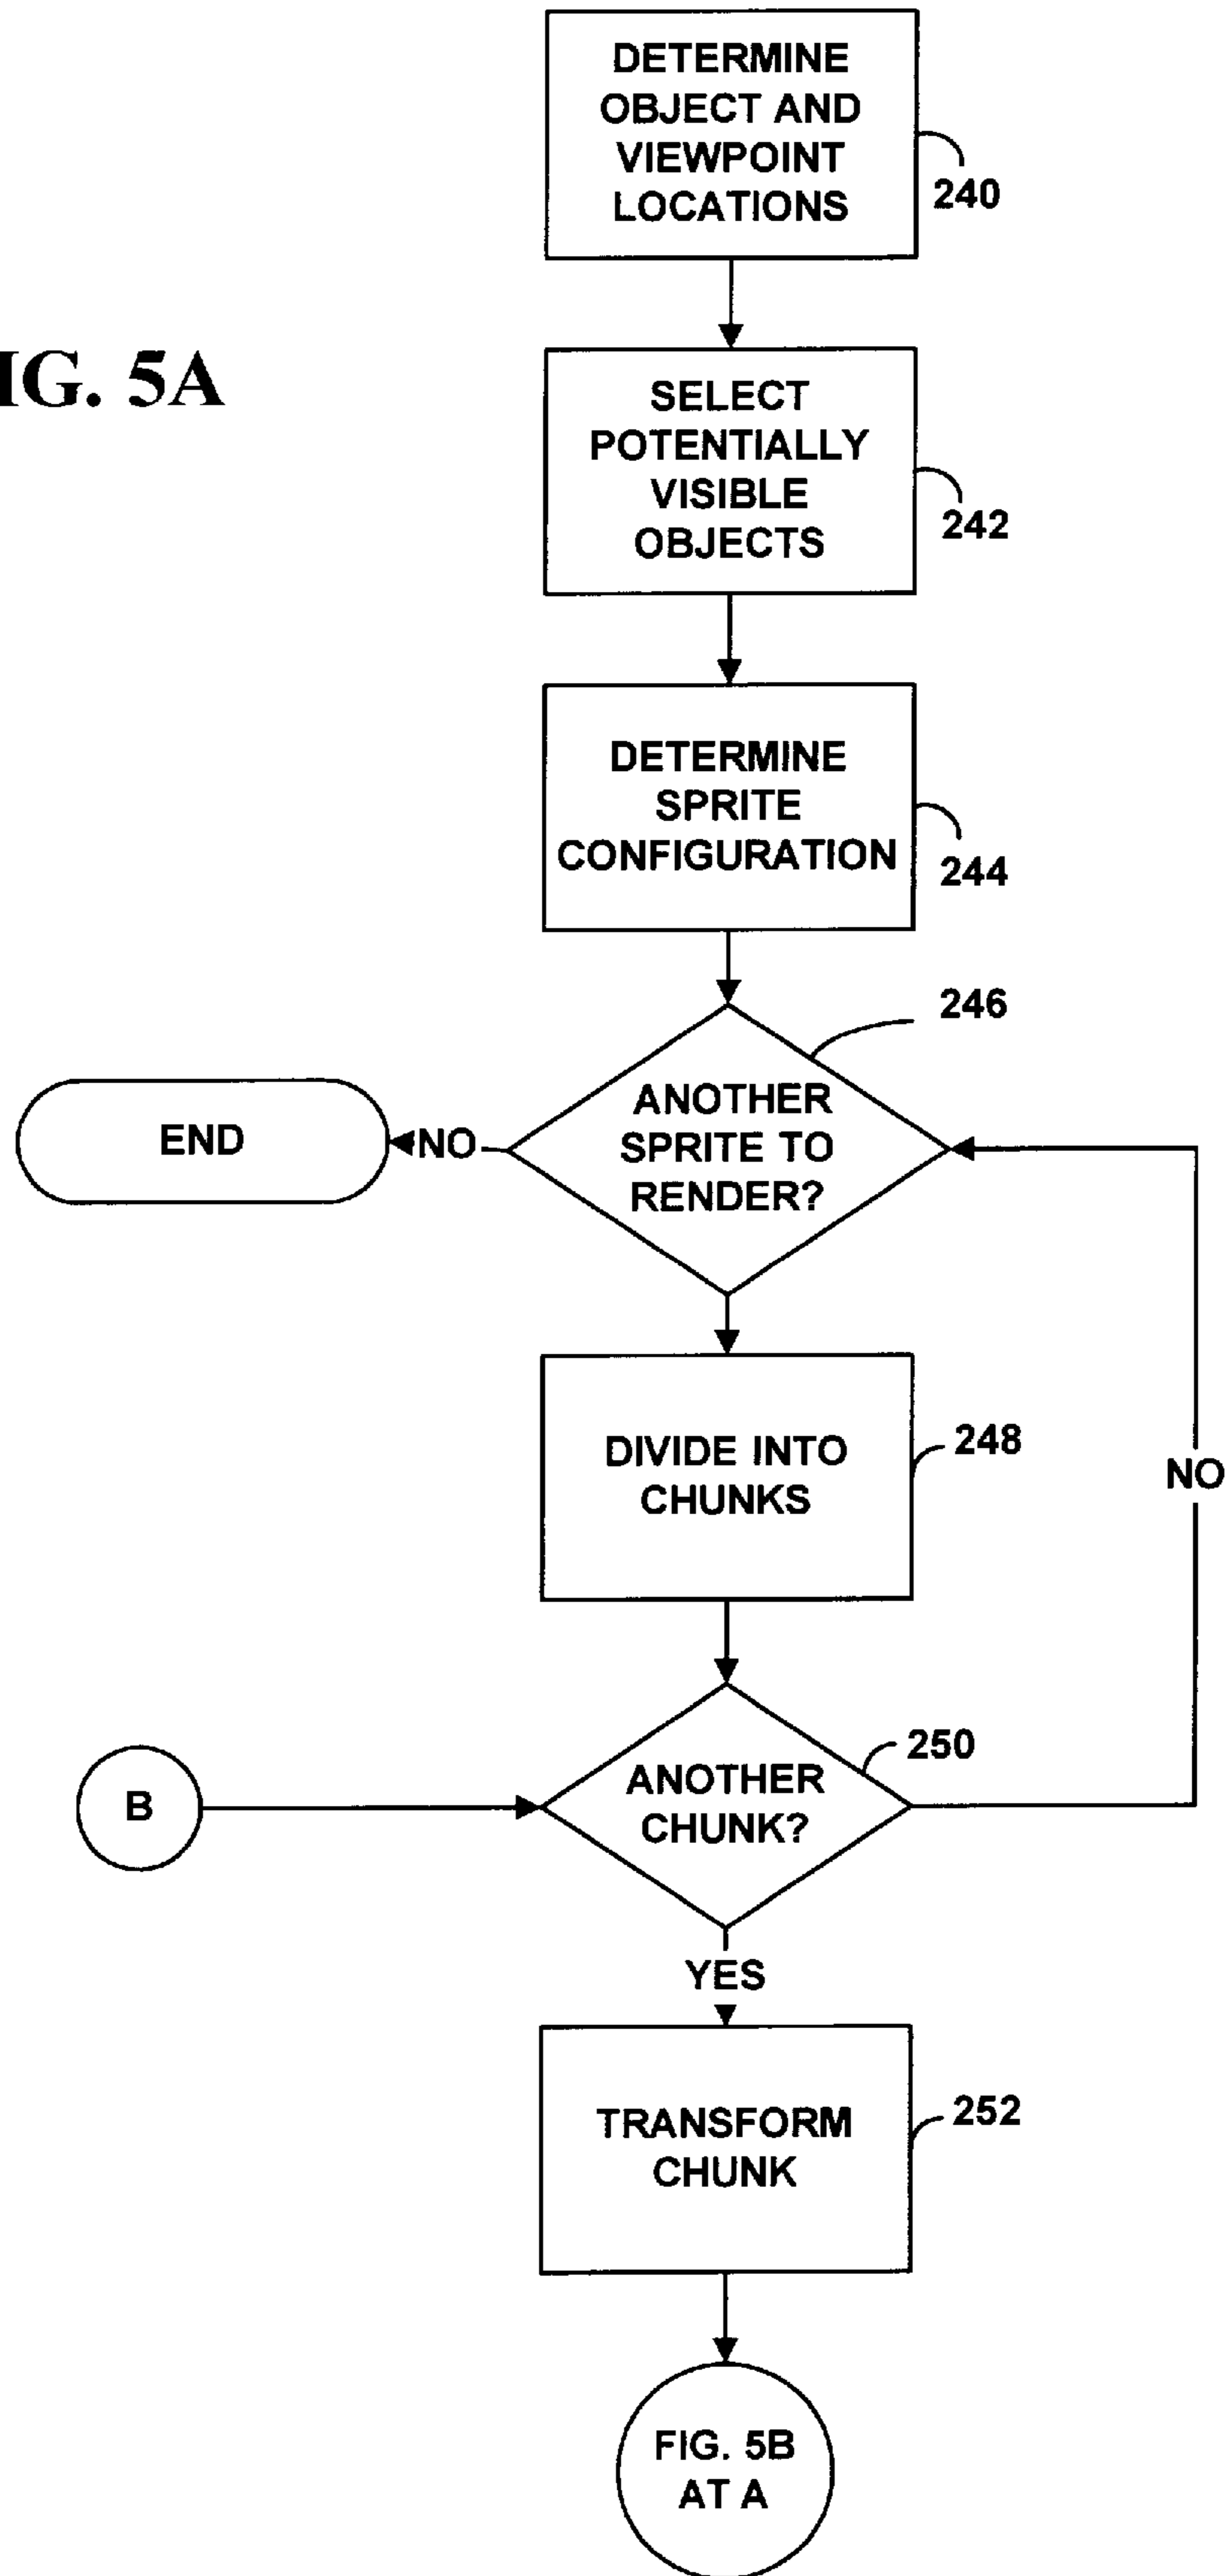 DETERMINE
OBJECT AND
VIEWPOINT
LOCATIONS
240
IG. 5A
SELECT
POTENTIALLY
VISIBLE
OBJECTS
242
DETERMINE
SPRITE
CONFIGURATION
244
246
ANOTHER
SPRITE TO
RENDER?
NO
END
DIVIDE INTO
CHUNKS
248
NO
250
ANOTHER
CHUNK?
B
YES
TRANSFORM
CHUNK
252
FIG. 5B
AT A